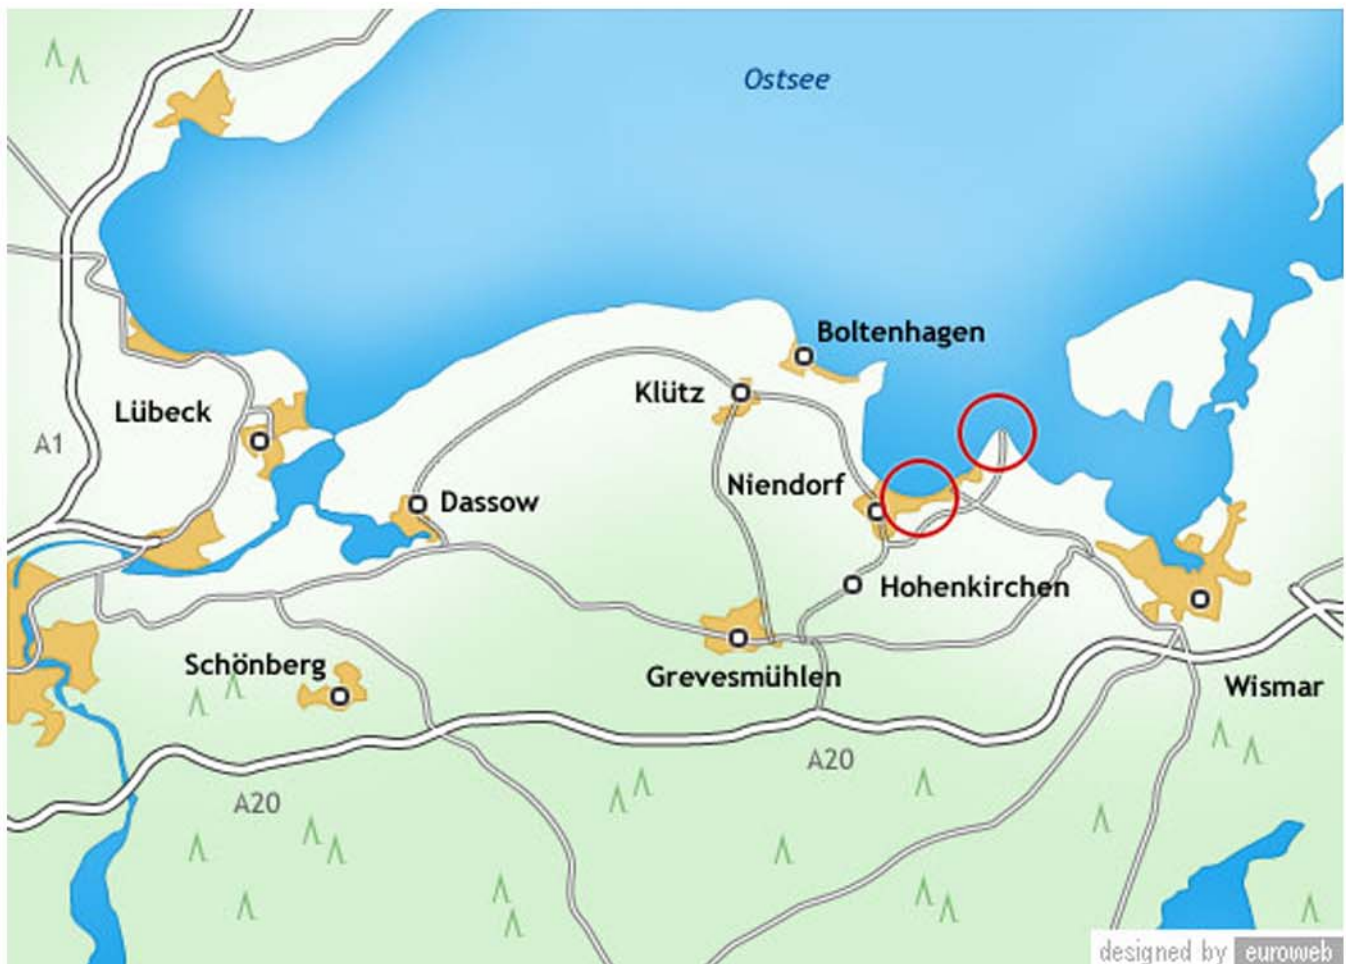 Ostsee
Boltenhagen
Klütz
Lübeck
A1
Niendorf
Dassow
Hohenkirchen
Schönberg
Grevesmühlen
Wismar
A20
A20
designed by euroweb